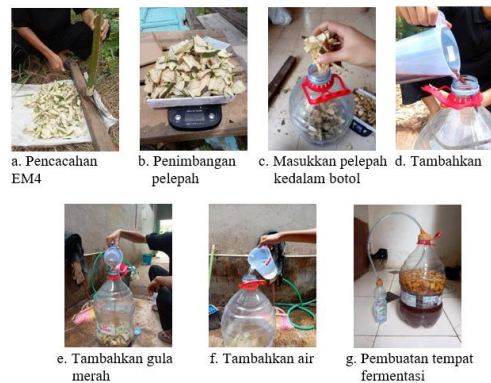 a. Pencacahan b. Penimbangan c. Masukkan pelepah d. Tambahkan
EM4 pelepah kedalam botol
e. Tambahkan gula f. Tambahkan air g. Pembuatan tempat
merah fermentasi